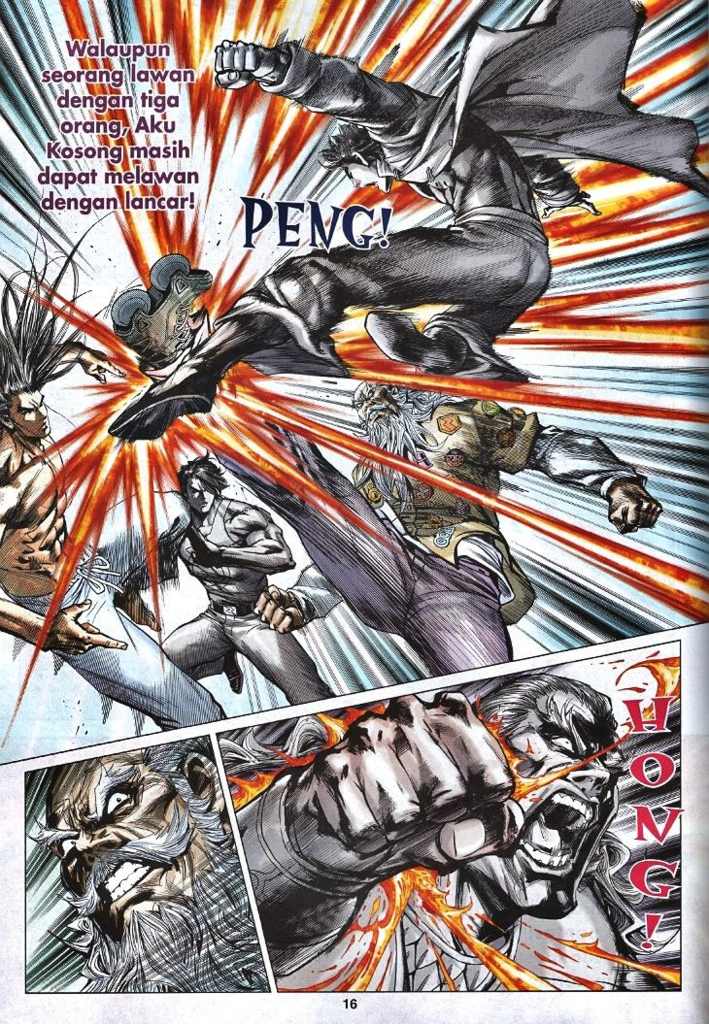 Walaupun
seorang lawan
dengan tiga
orang, Aku
Kosong masih
dapat melawan
dengan lancar!
PENG!
HONG!
16